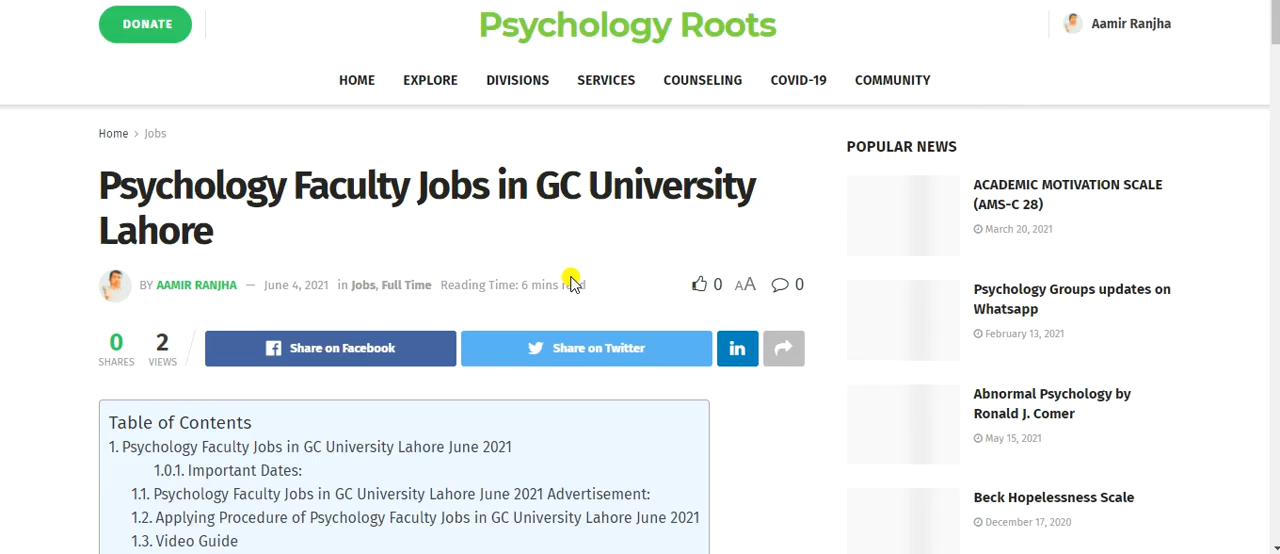 DONATE
Psychology Roots
Aamir Ranjha
HOME EXPLORE DIVISIONS SERVICES COUNSELING COVID-19 COMMUNITY
Home > Jobs
Psychology Faculty Jobs in GC University
Lahore
BY AAMIR RANJHA — June 4, 2021 in Jobs, Full Time Reading Time: 6 mins read
0 AA 0
0 SHARES
2 VIEWS
Share on Facebook
Share on Twitter
in
Table of Contents
1. Psychology Faculty Jobs in GC University Lahore June 2021
1.0.1. Important Dates:
1.1. Psychology Faculty Jobs in GC University Lahore June 2021 Advertisement:
1.2. Applying Procedure of Psychology Faculty Jobs in GC University Lahore June 2021
1.3. Video Guide
POPULAR NEWS
ACADEMIC MOTIVATION SCALE
(AMS-C 28)
March 20, 2021
Psychology Groups updates on
Whatsapp
February 13, 2021
Abnormal Psychology by
Ronald J. Comer
May 15, 2021
Beck Hopelessness Scale
December 17, 2020